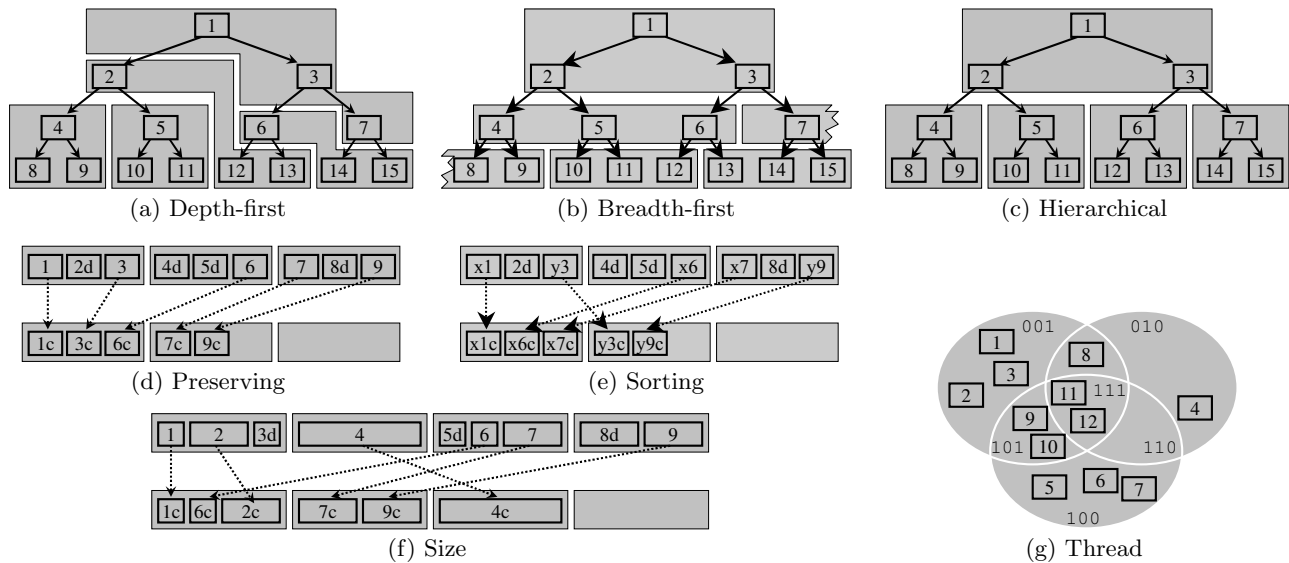 1
2 3
4 5 6 7
8 9 10 11 12 13 14 15
(a) Depth-first
1
2 3
4 5 6 7
8 9 10 11 12 13 14 15
(b) Breadth-first
1
2 3
4 5 6 7
8 9 10 11 12 13 14 15
(c) Hierarchical
1 2d 3 4d 5d 6 7 8d 9
1c 3c 6c 7c 9c
(d) Preserving
x1 2d y3 4d 5d x6 x7 8d y9
x1c x6c x7c y3c y9c
(e) Sorting
1 2 3d 4 5d 6 7 8d 9
1c 6c 2c 7c 9c 4c
(f) Size
001 010
1 8
3
2 11 111 4
9 12
101 10 110
5 6 7
100
(g) Thread